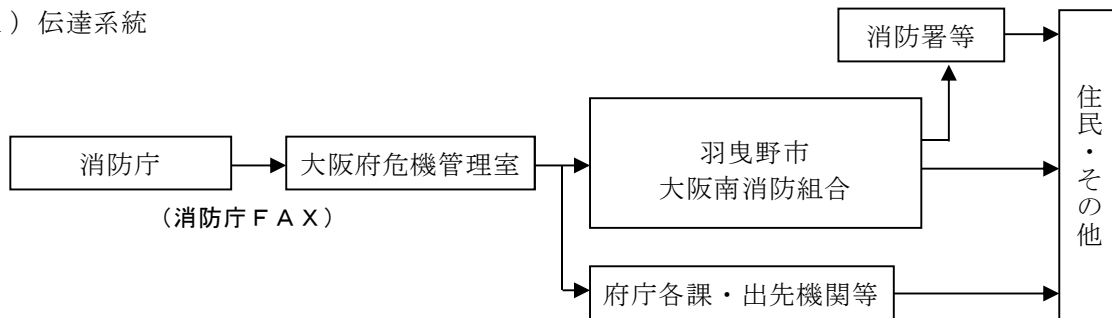 ）伝達系統
消防署等
消防庁
大阪府危機管理室
羽曳野市
大阪南消防組合
住民・その他
（消防庁ＦＡＸ）
府庁各課・出先機関等